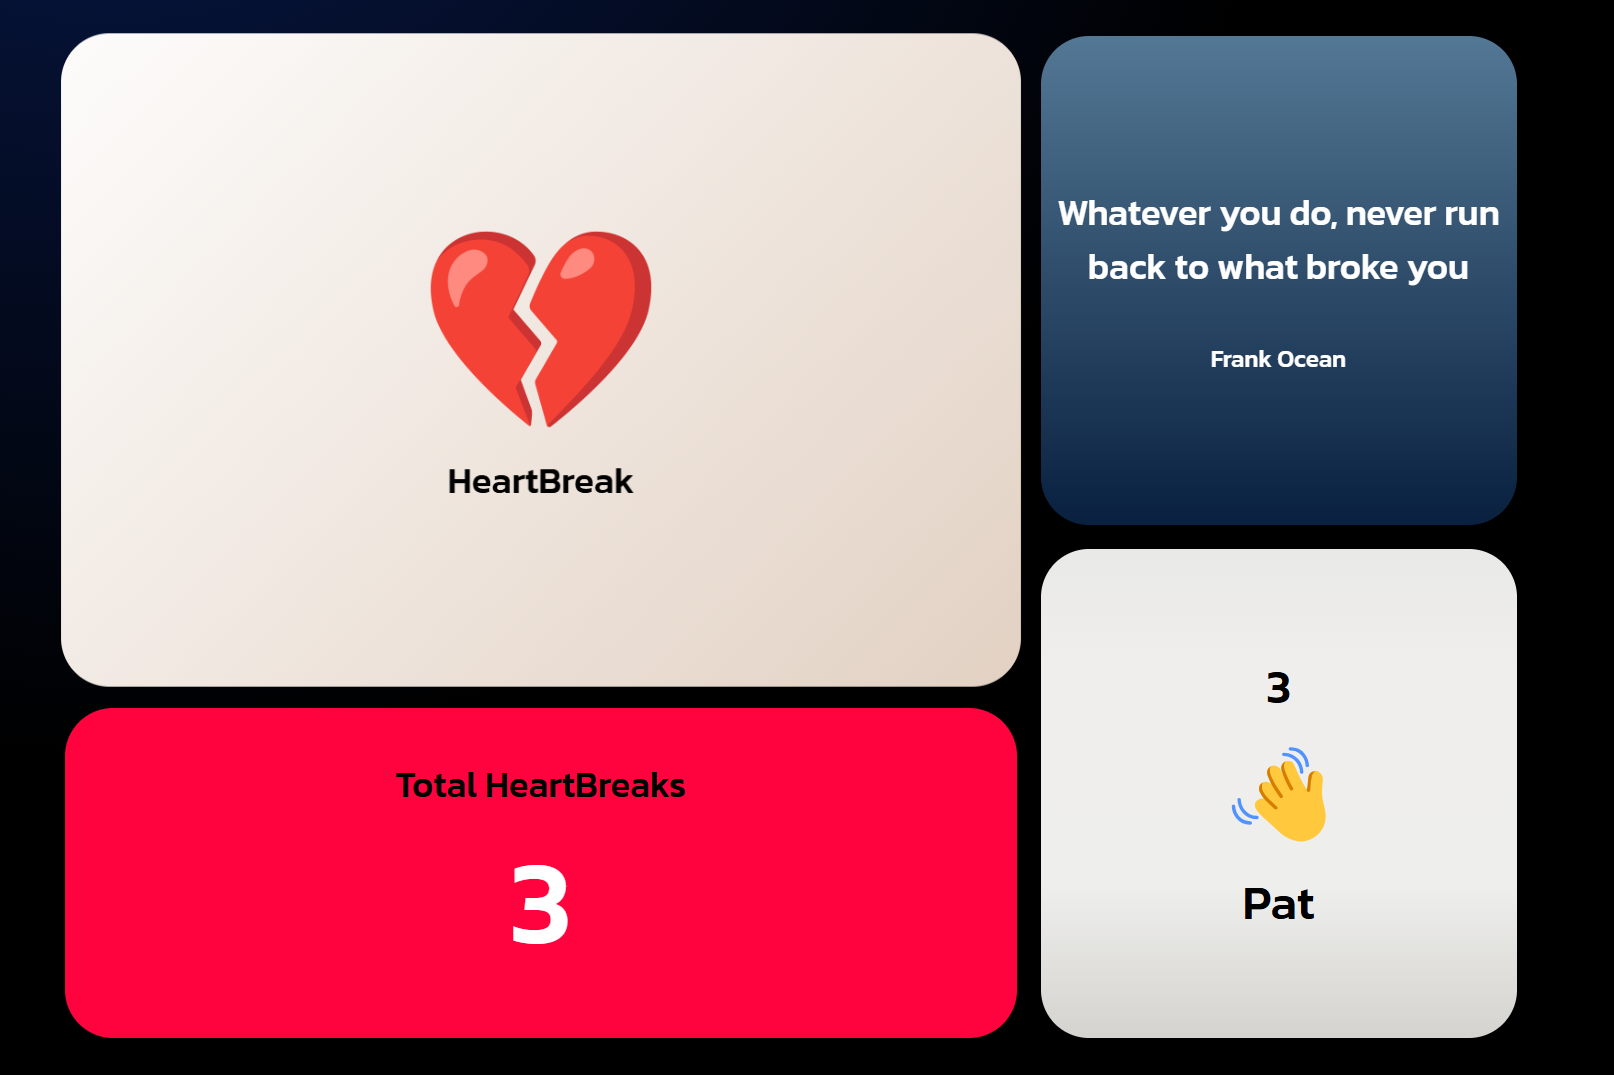 HeartBreak
Whatever you do, never run
back to what broke you
Frank Ocean
Total HeartBreaks
3
3
Pat